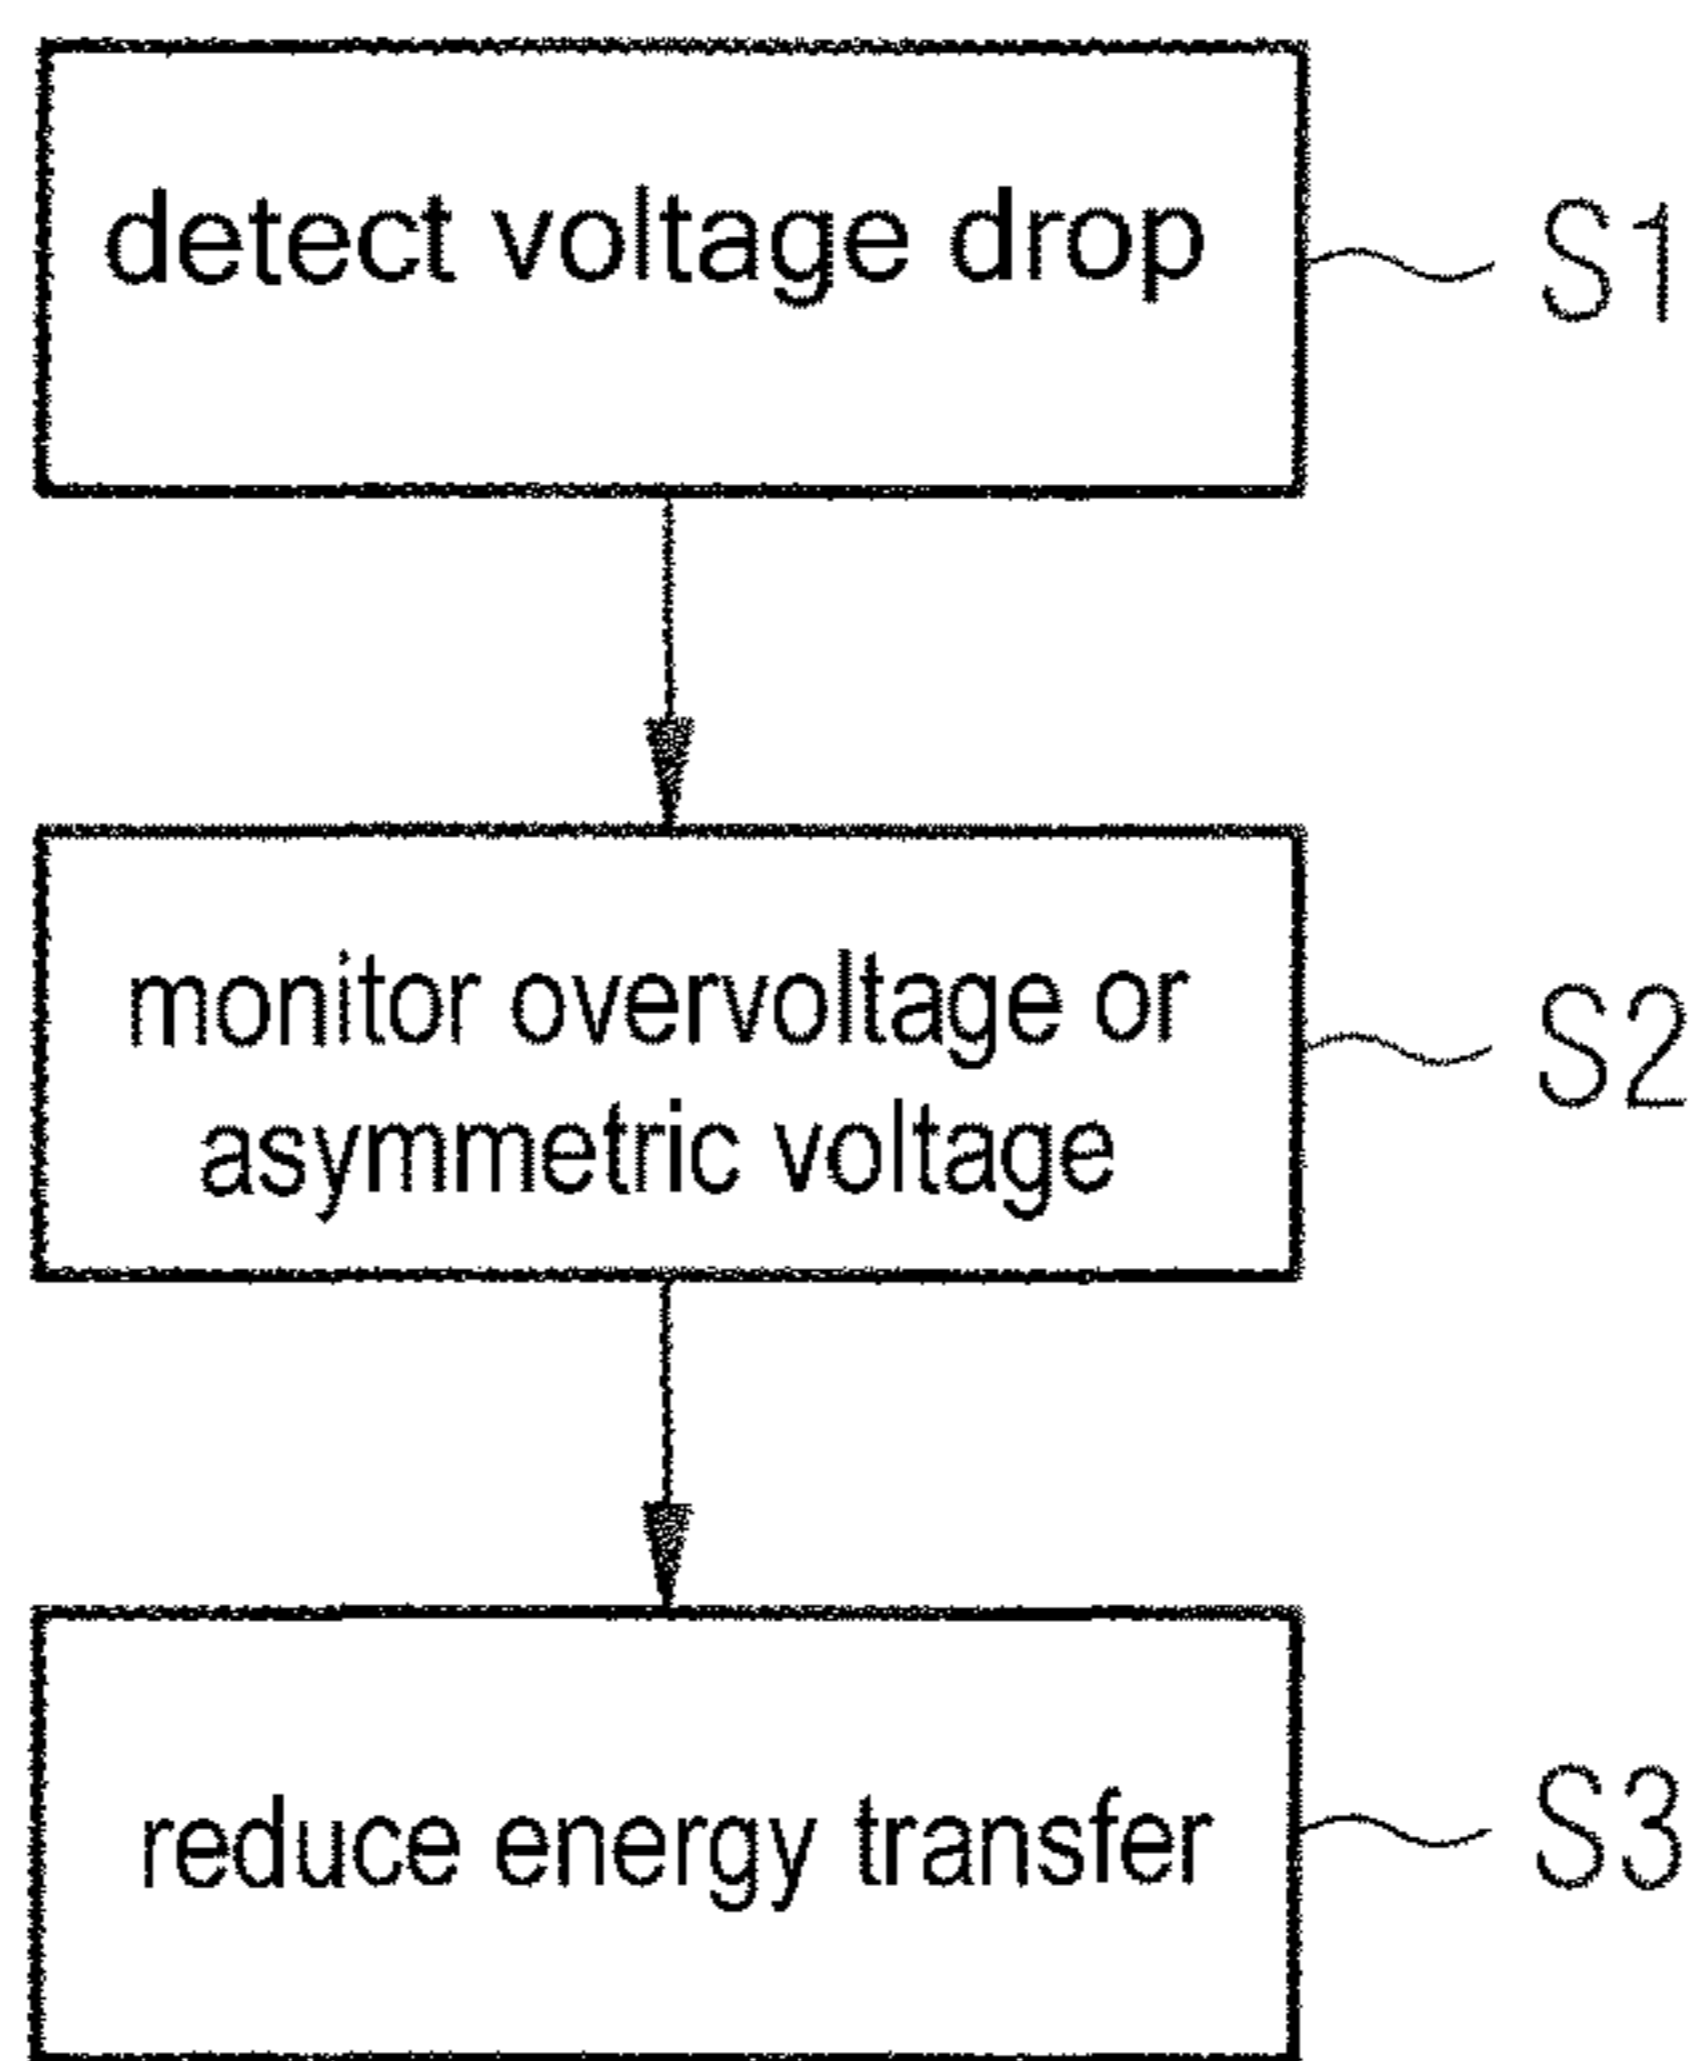 detect voltage drop
S1
monitor overvoltage or
asymmetric voltage
S2
reduce energy transfer
S3